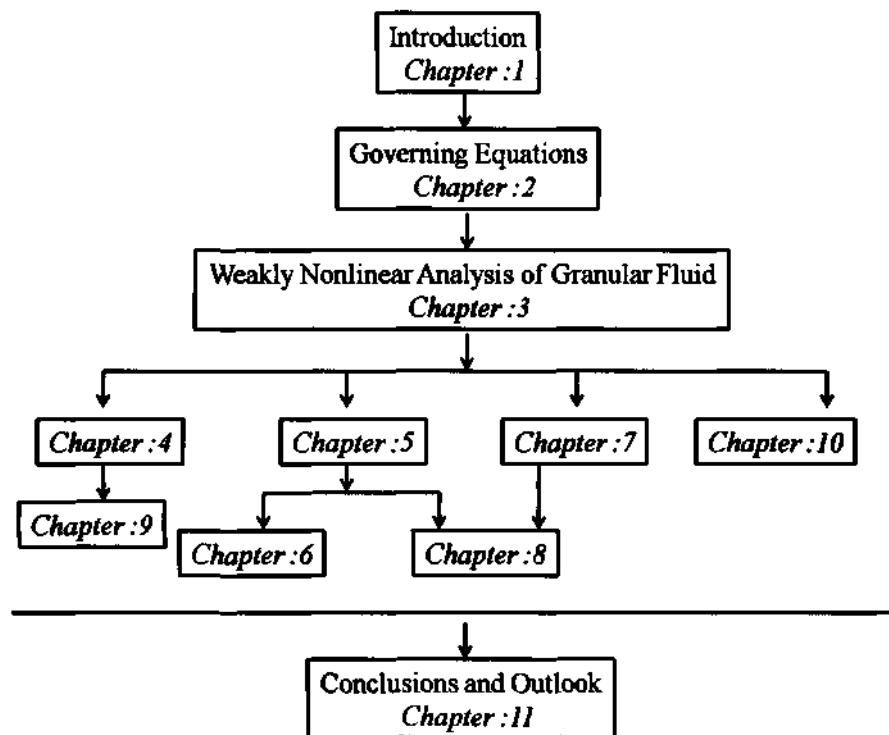 Introduction
Chapter :1
Governing Equations
Chapter :2
Weakly Nonlinear Analysis of Granular Fluid
Chapter :3
Chapter :4
Chapter :5
Chapter :7
Chapter :10
Chapter :9
Chapter :6
Chapter :8
Conclusions and Outlook
Chapter :11